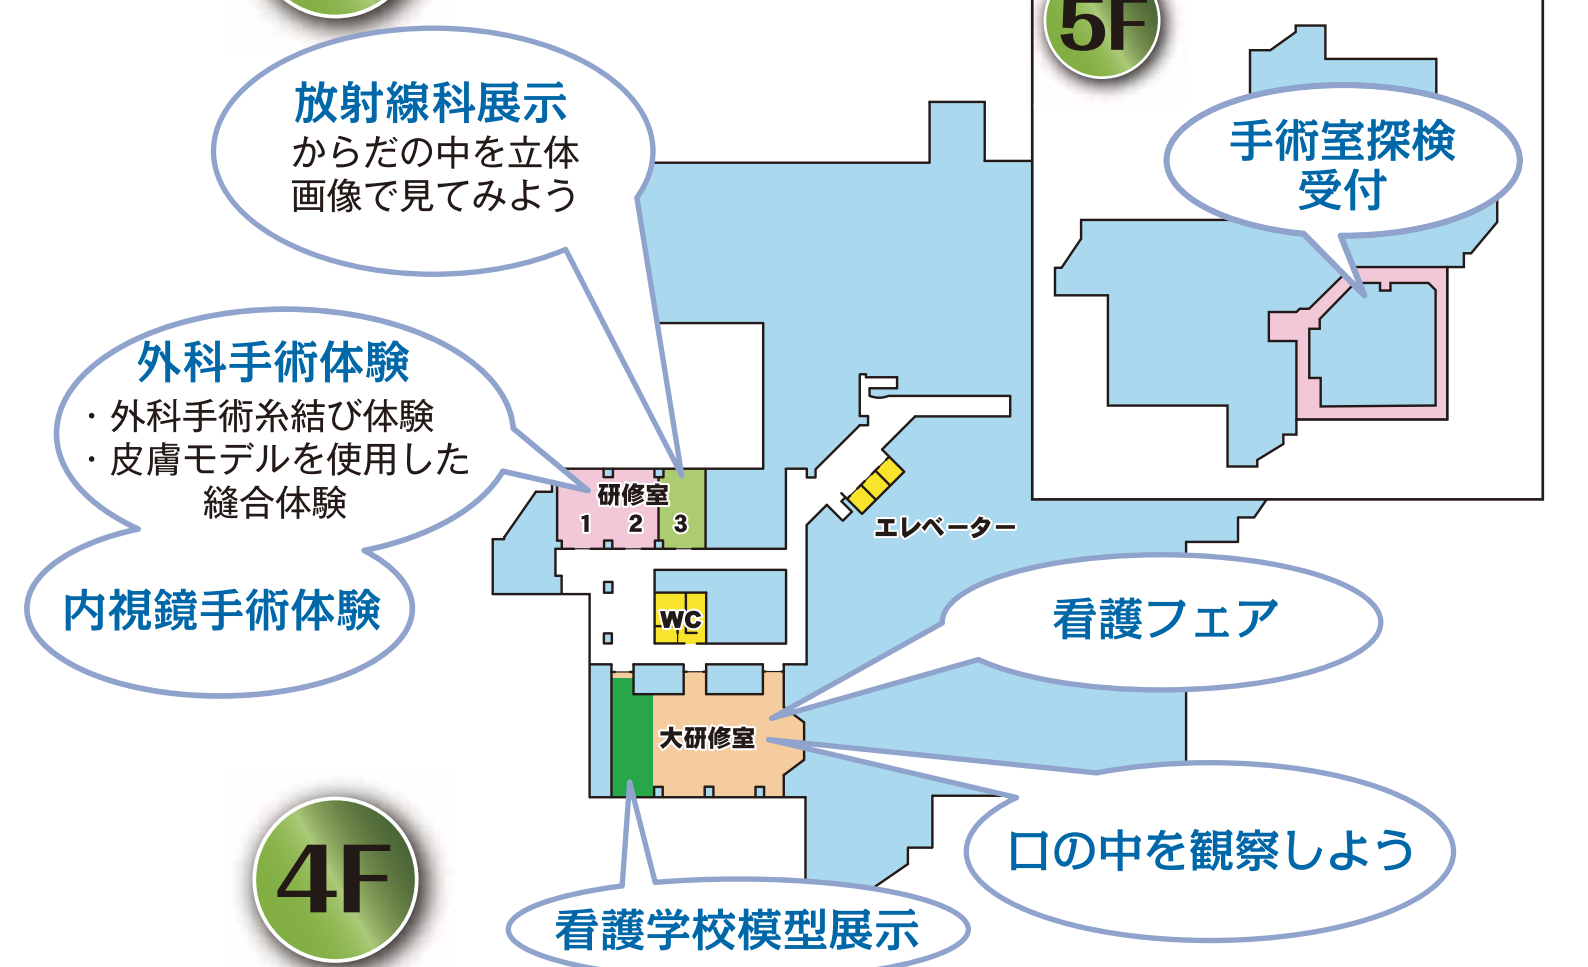 5F
放射線科展示
からだの中を立体
画像で見てみよう
手術室探検
受付
外科手術体験
・外科手術糸結び体験
・皮膚モデルを使用した
縫合体験
研修室
1 2 3
エレベーター
内視鏡手術体験
WC
看護フェア
大研修室
口の中を観察しよう
4F
看護学校模型展示